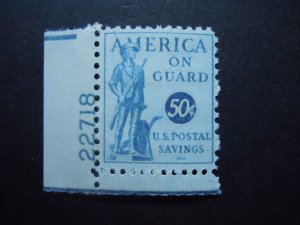 AMERICA
ON
GUARD
50¢
U.S. POSTAL
SAVINGS
22718